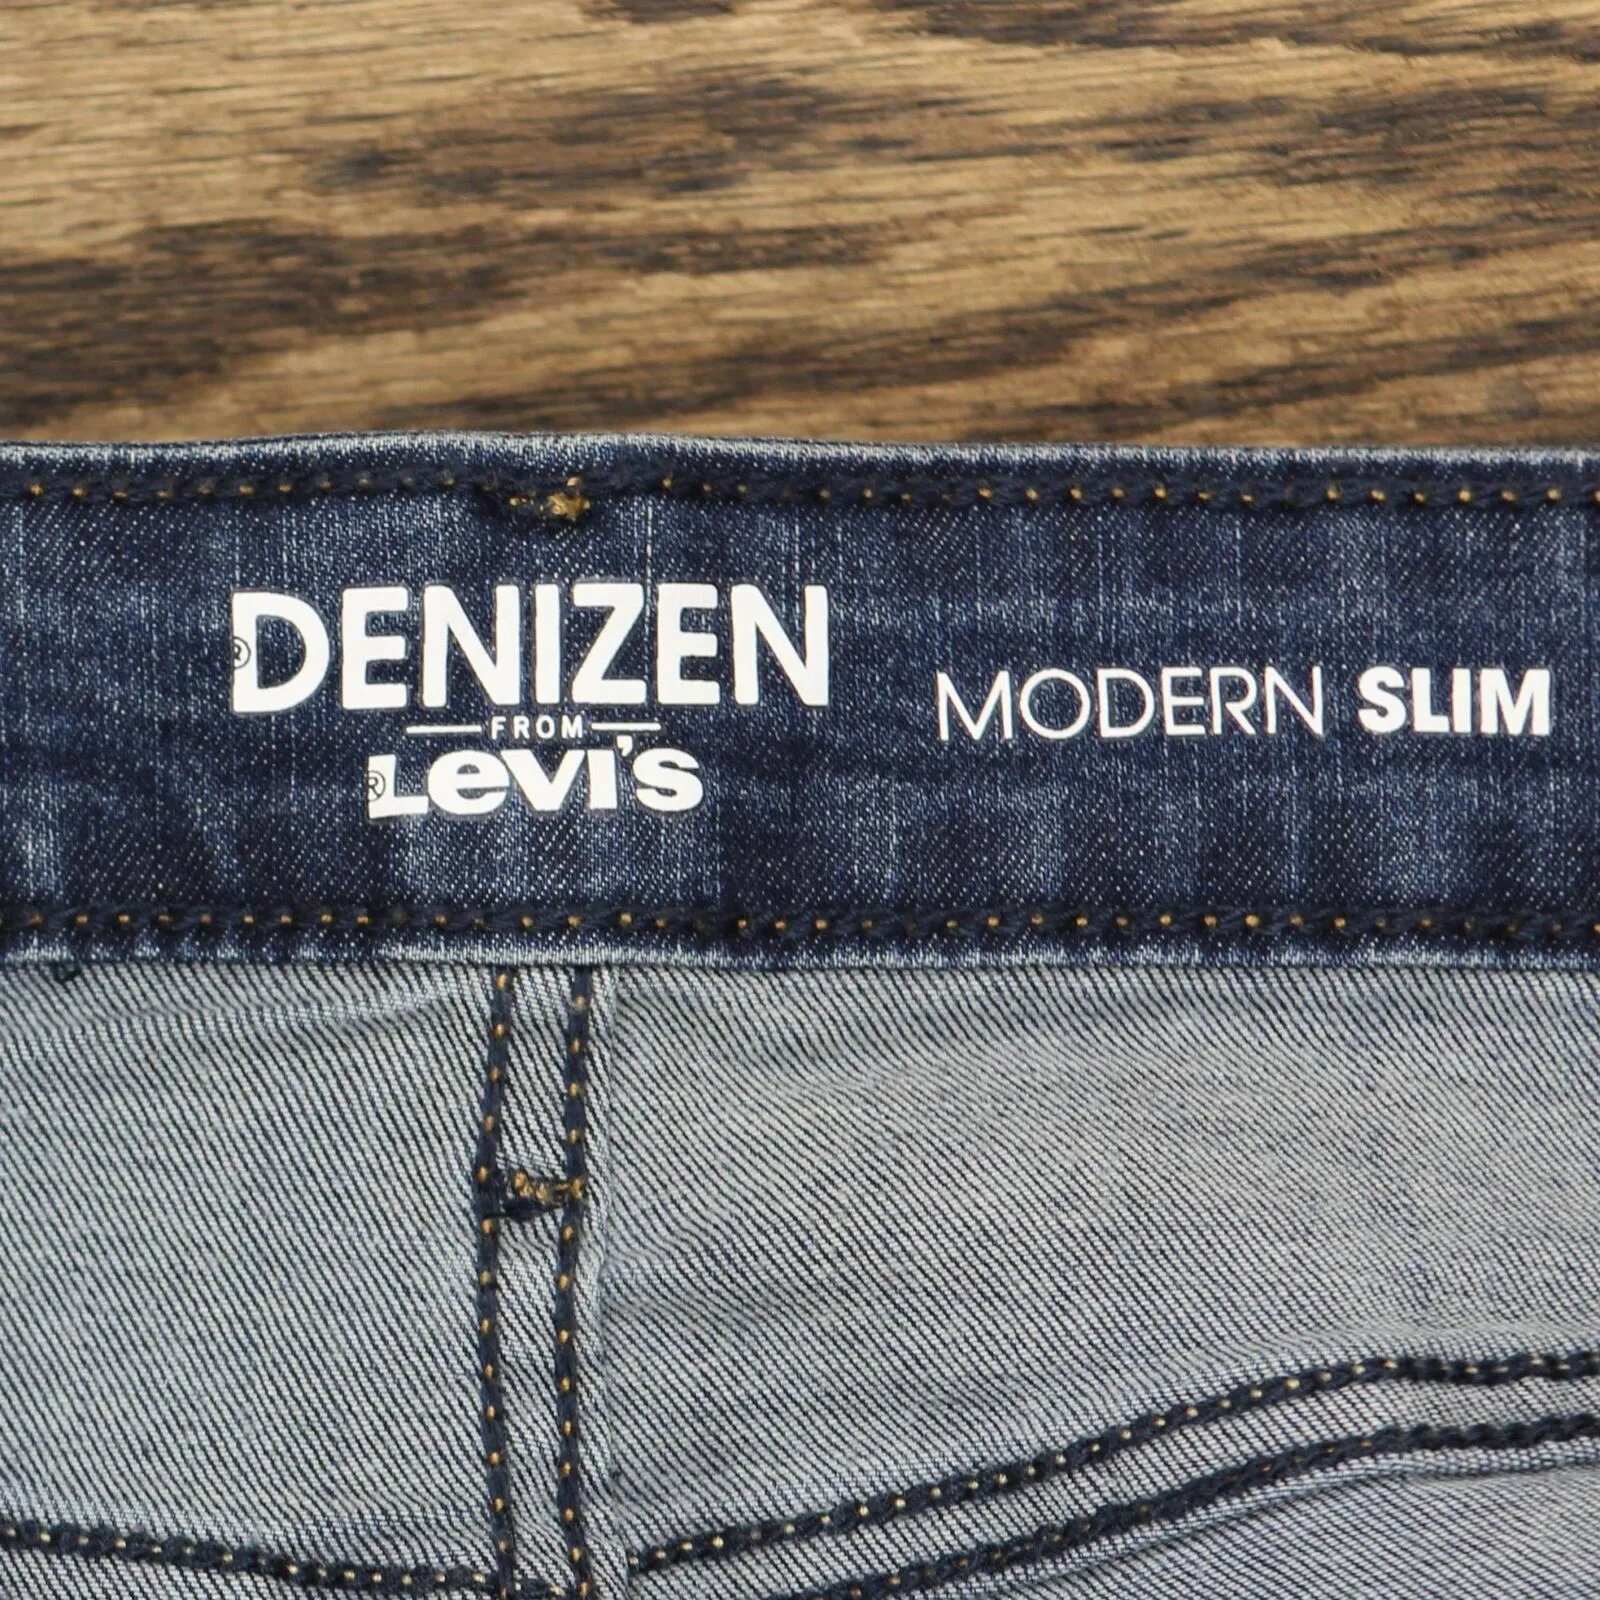 ® DENIZEN
FROM
® Levi's
MODERN SLIM